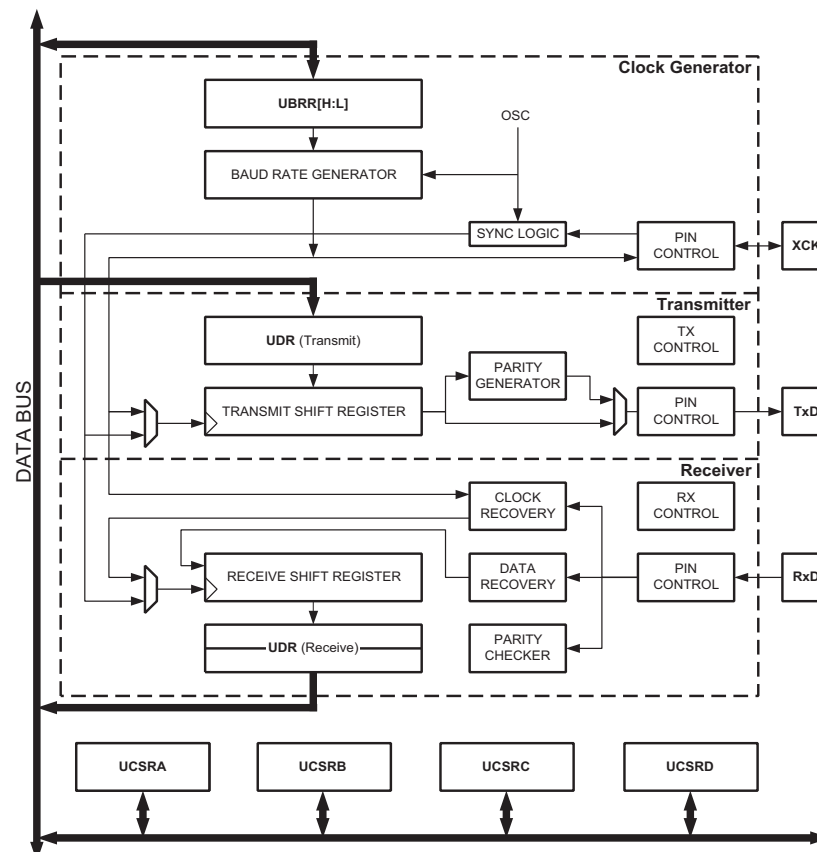 Clock Generator
UBRR[H:L]
OSC
BAUD RATE GENERATOR
SYNC LOGIC
PIN
CONTROL
XCK
Transmitter
UDR (Transmit)
TX
CONTROL
PARITY
GENERATOR
TRANSMIT SHIFT REGISTER
PIN
CONTROL
TxD
DATA BUS
Receiver
CLOCK
RECOVERY
RX
CONTROL
RECEIVE SHIFT REGISTER
DATA
RECOVERY
PIN
CONTROL
RxD
UDR (Receive)
PARITY
CHECKER
UCSRA
UCSRB
UCSRC
UCSRD